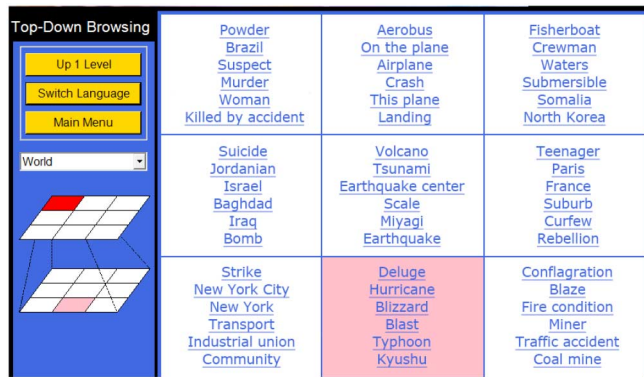 Top-Down Browsing
Up 1 Level
Switch Language
Main Menu
World
Powder
Brazil
Suspect
Murder
Woman
Killed by accident
Aerobus
On the plane
Airplane
Crash
This plane
Landing
Fisherboat
Crewman
Waters
Submersible
Somalia
North Korea
Suicide
Jordanian
Israel
Baghdad
Iraq
Bomb
Volcano
Tsunami
Earthquake center
Scale
Miyagi
Earthquake
Teenager
Paris
France
Suburb
Curfew
Rebellion
Strike
New York City
New York
Transport
Industrial union
Community
Deluge
Hurricane
Blizzard
Blast
Typhoon
Kyushu
Conflagration
Blaze
Fire condition
Miner
Traffic accident
Coal mine